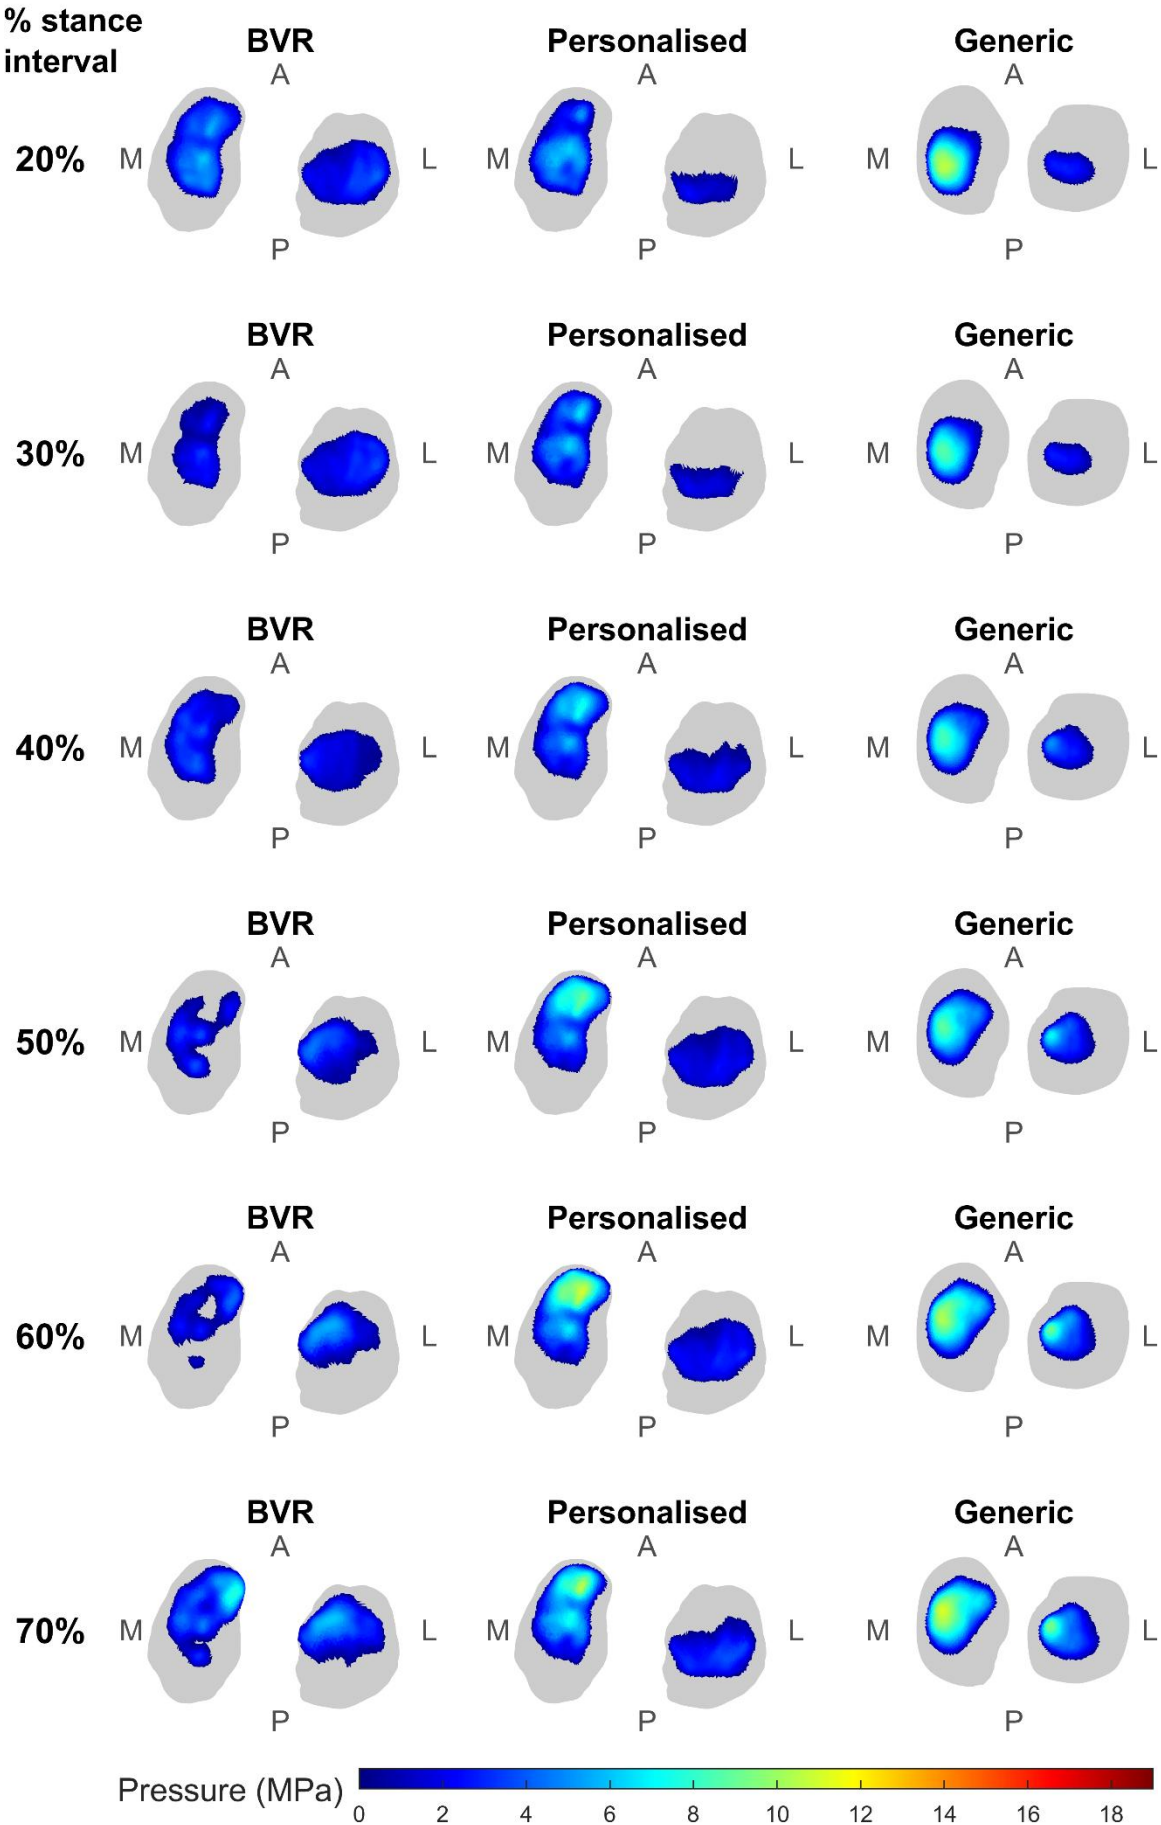 % stance
interval
BVR Personalised Generic
A A A
20% M L M L M L
P P P
BVR Personalised Generic
A A A
30% M L M L M L
P P P
BVR Personalised Generic
A A A
40% M L M L M L
P P P
BVR Personalised Generic
A A A
50% M L M L M L
P P P
BVR Personalised Generic
A A A
60% M L M L M L
P P P
BVR Personalised Generic
A A A
70% M L M L M L
P P P
Pressure (MPa)
0 2 4 6 8 10 12 14 16 18